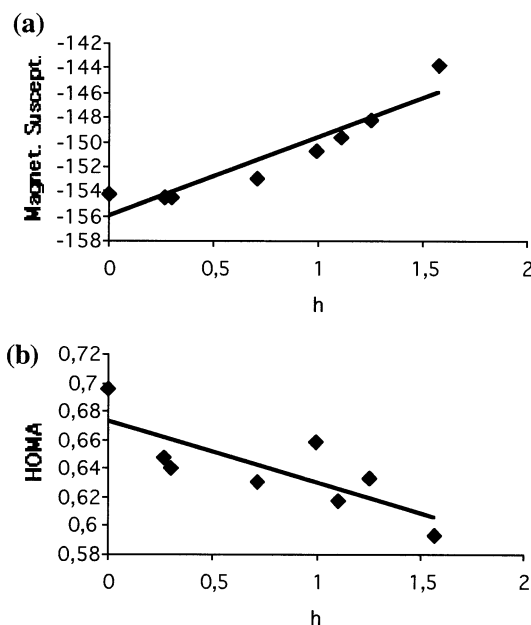 (a)
Magnet. Suscept.
-142
-144
-146
-148
-150
-152
-154
-156
-158
0 0,5 1 1,5 2
h
(b)
HOMA
0,72
0,7
0,68
0,66
0,64
0,62
0,6
0,58
0 0,5 1 1,5 2
h